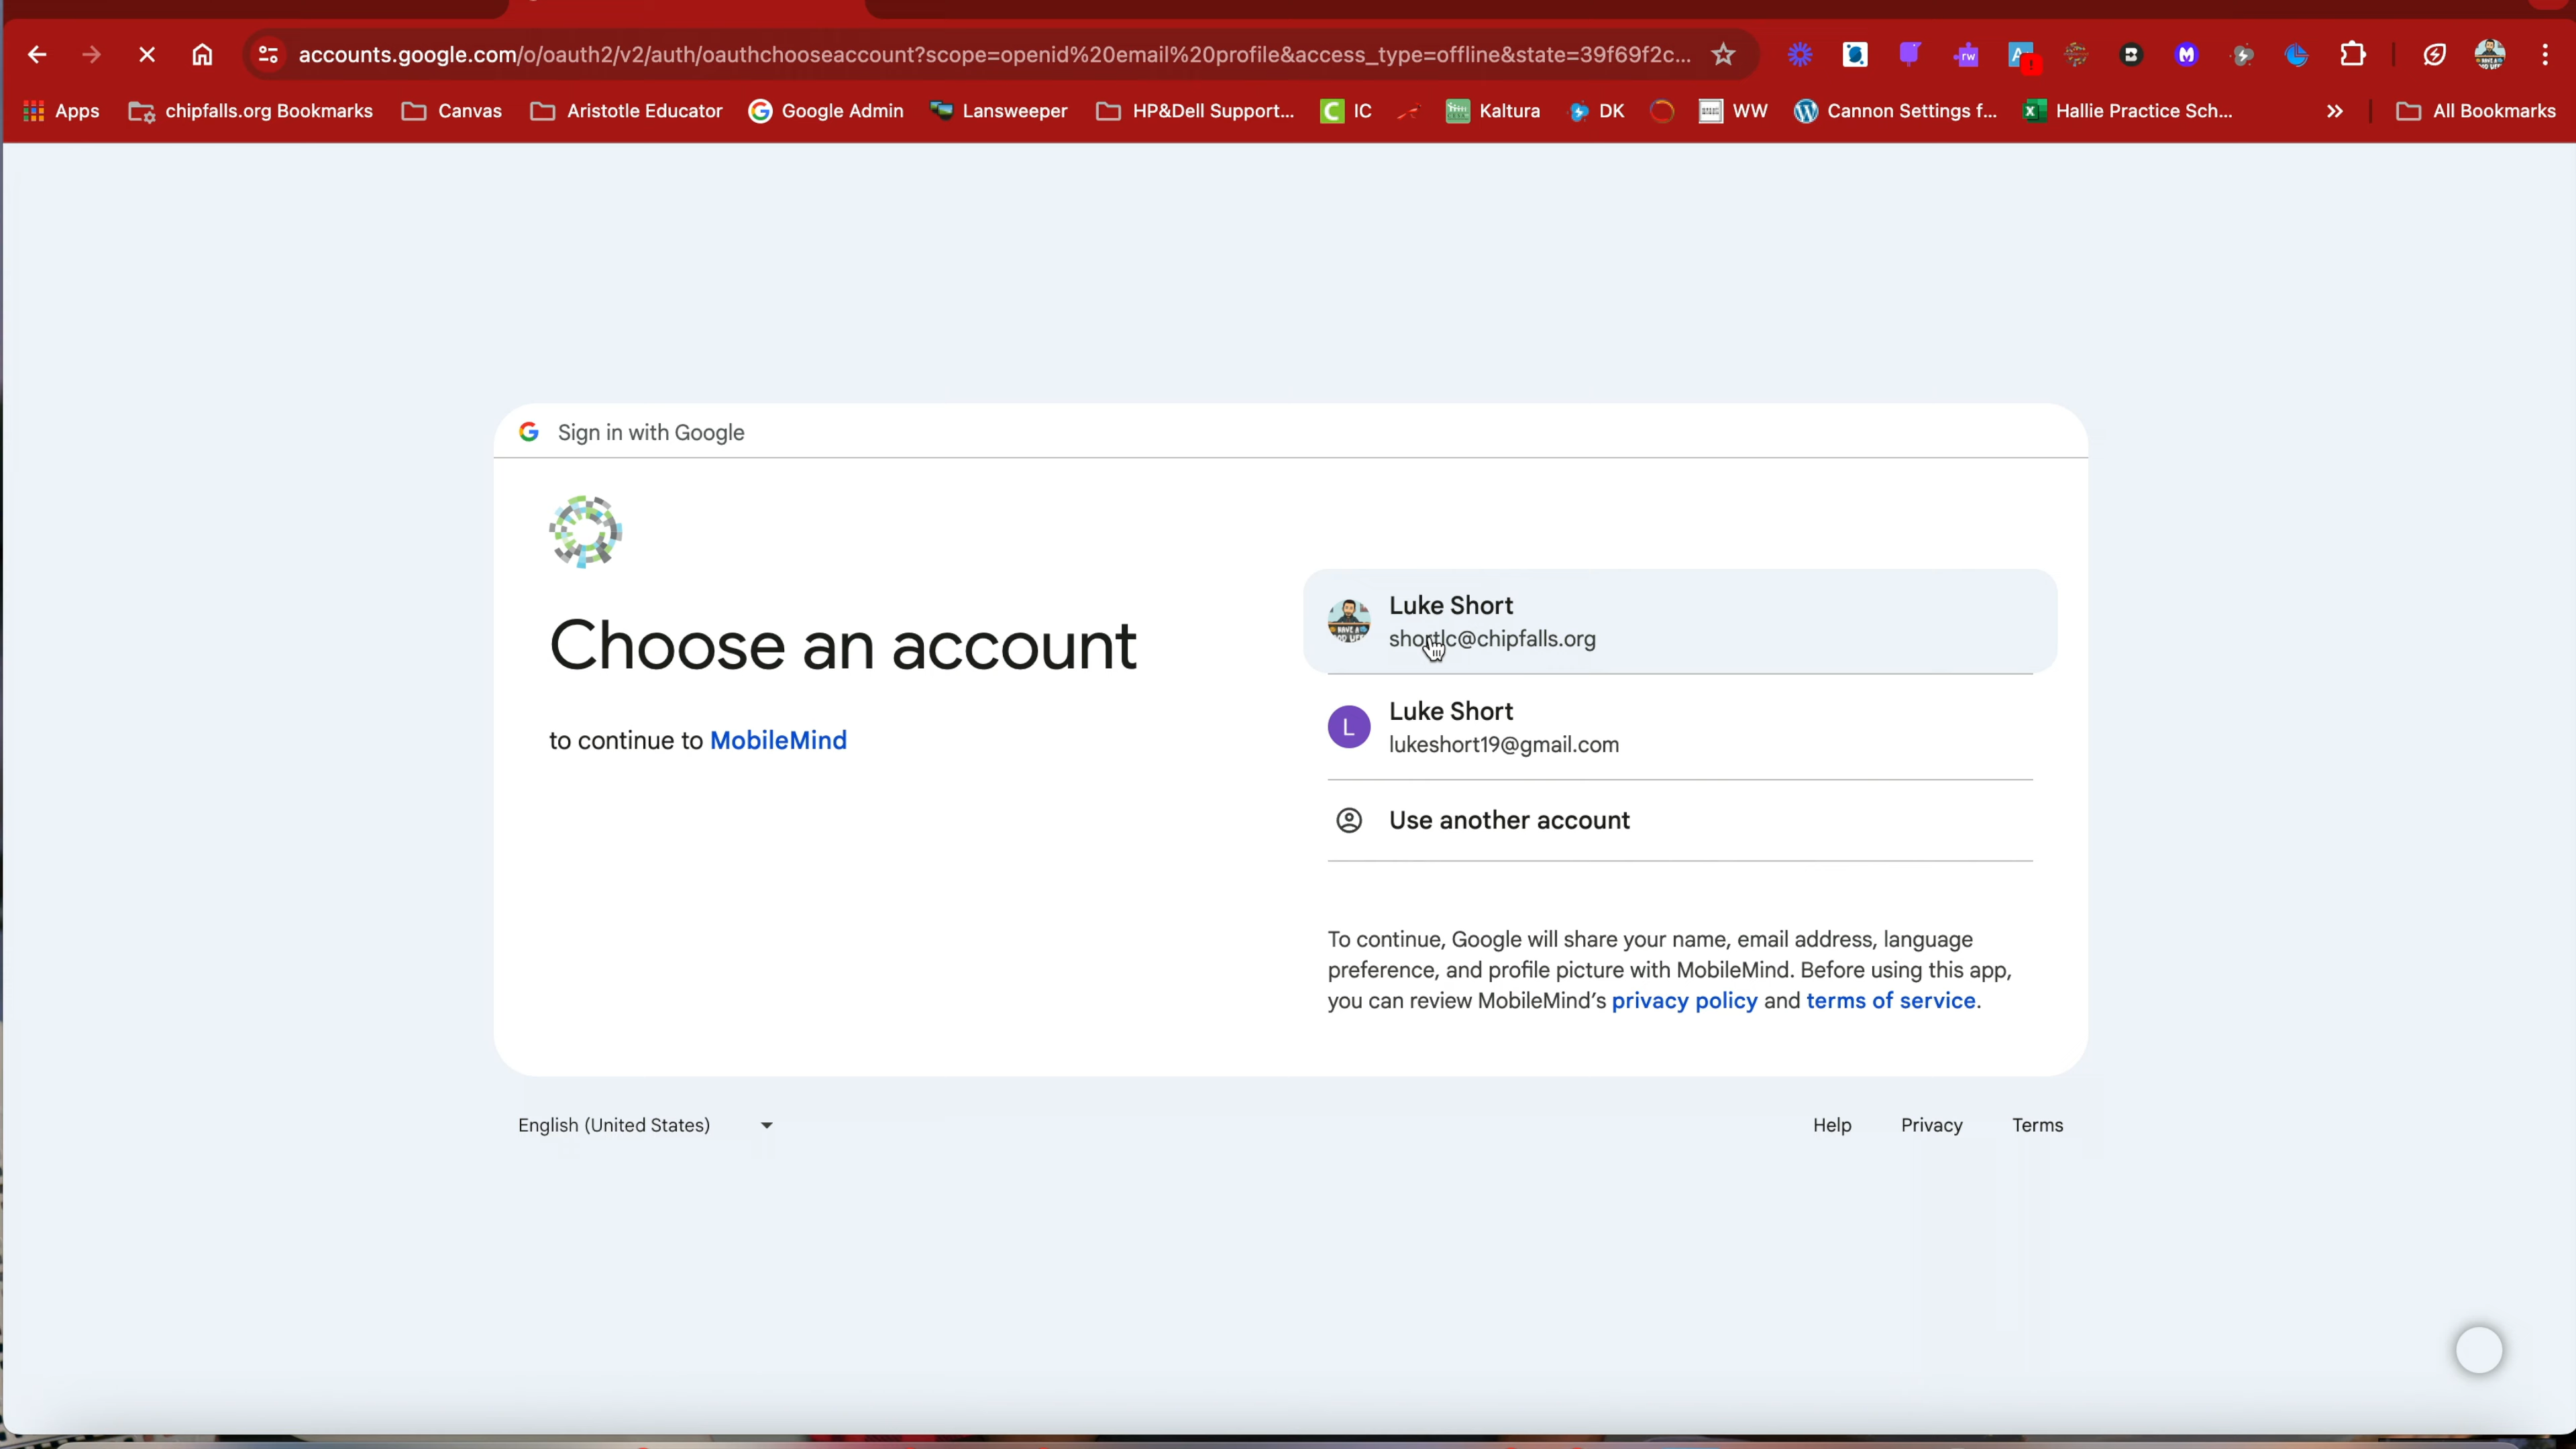 accounts.google.com/o/oauth2/v2/auth/oauthchooseaccount?scope=openid%20email%20profile&access_type=offline&state=39f69f2c...
Apps chipfalls.org Bookmarks Canvas Aristotle Educator Google Admin Lansweeper HP&Dell Support... IC Kaltura DK WW Cannon Settings f... Hallie Practice Sch... » All Bookmarks
Sign in with Google
Choose an account
to continue to MobileMind
Luke Short
shortlc@chipfalls.org
L
Luke Short
lukeshort19@gmail.com
Use another account
To continue, Google will share your name, email address, language
preference, and profile picture with MobileMind. Before using this app,
you can review MobileMind's privacy policy and terms of service.
English (United States)
Help Privacy Terms